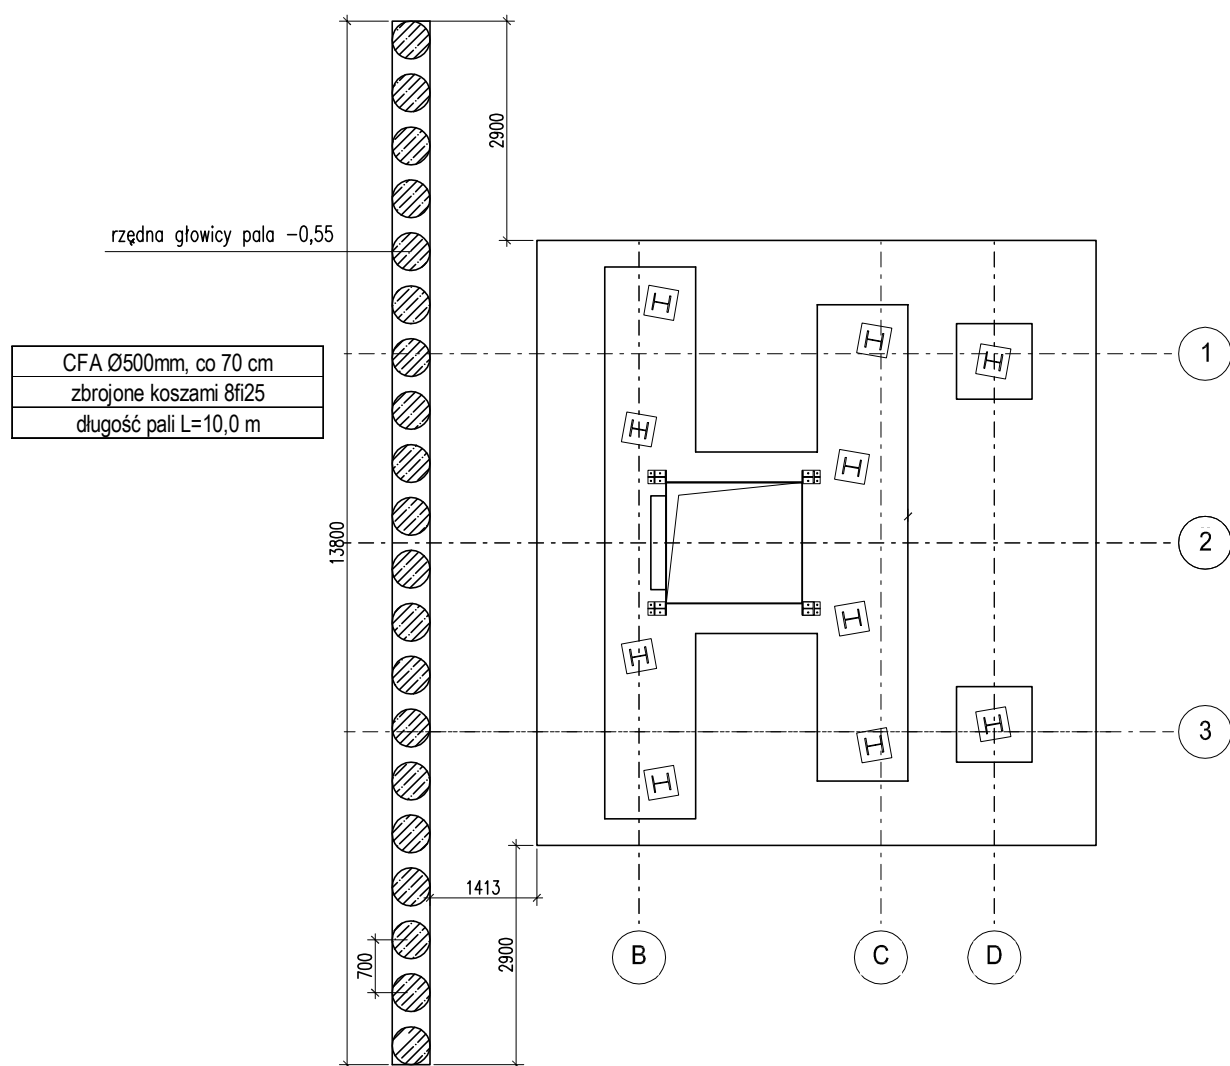 2900
rzędna głowicy pala -0,55
CFA Ø500mm, co 70 cm
zbrojone koszami 8fi25
długość pali L=10,0 m
1
13800
2
3
1413
700
2900
B
C
D